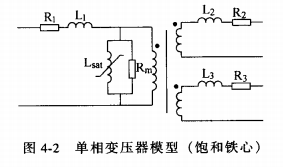 R₁ L₁ L₂ R₂
Lsat Rm
L₃ R₃
图 4-2 单相变压器模型（饱和铁心）